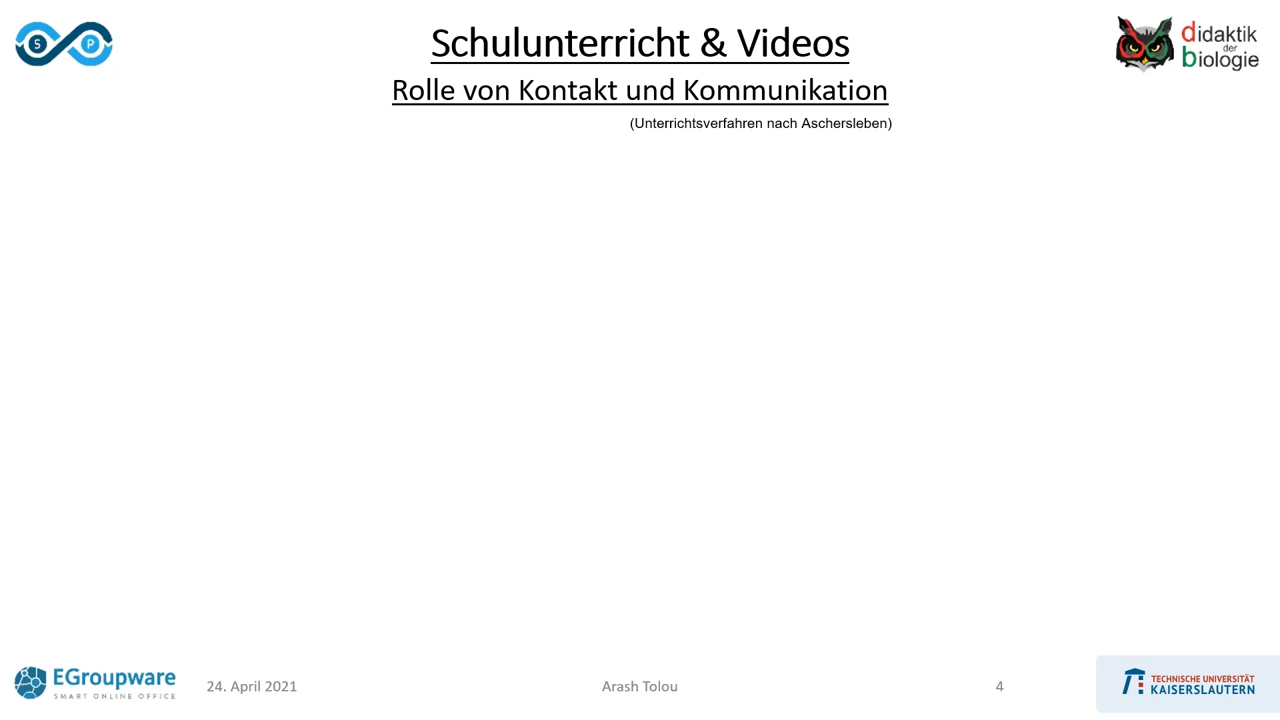 S P
Schulunterricht & Videos
didaktik
der
biologie
Rolle von Kontakt und Kommunikation
(Unterrichtsverfahren nach Aschersleben)
EGroupware
SMART ONLINE OFFICE
24. April 2021
Arash Tolou
4
TECHNISCHE UNIVERSITÄT
KAISERSLAUTERN